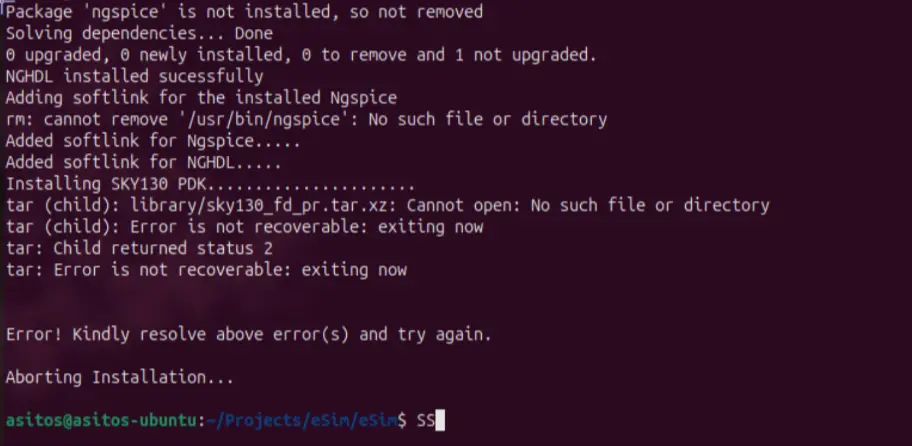 Package 'ngspice' is not installed, so not removed
Solving dependencies... Done
0 upgraded, 0 newly installed, 0 to remove and 1 not upgraded.
NGHDL installed sucessfully
Adding softlink for the installed Ngspice
rm: cannot remove '/usr/bin/ngspice': No such file or directory
Added softlink for Ngspice.....
Added softlink for NGHDL.....
Installing SKY130 PDK......................
tar (child): library/sky130_fd_pr.tar.xz: Cannot open: No such file or directory
tar (child): Error is not recoverable: exiting now
tar: Child returned status 2
tar: Error is not recoverable: exiting now
Error! Kindly resolve above error(s) and try again.
Aborting Installation...
asitos@asitos-ubuntu:~/Projects/eSim/eSim$ SS